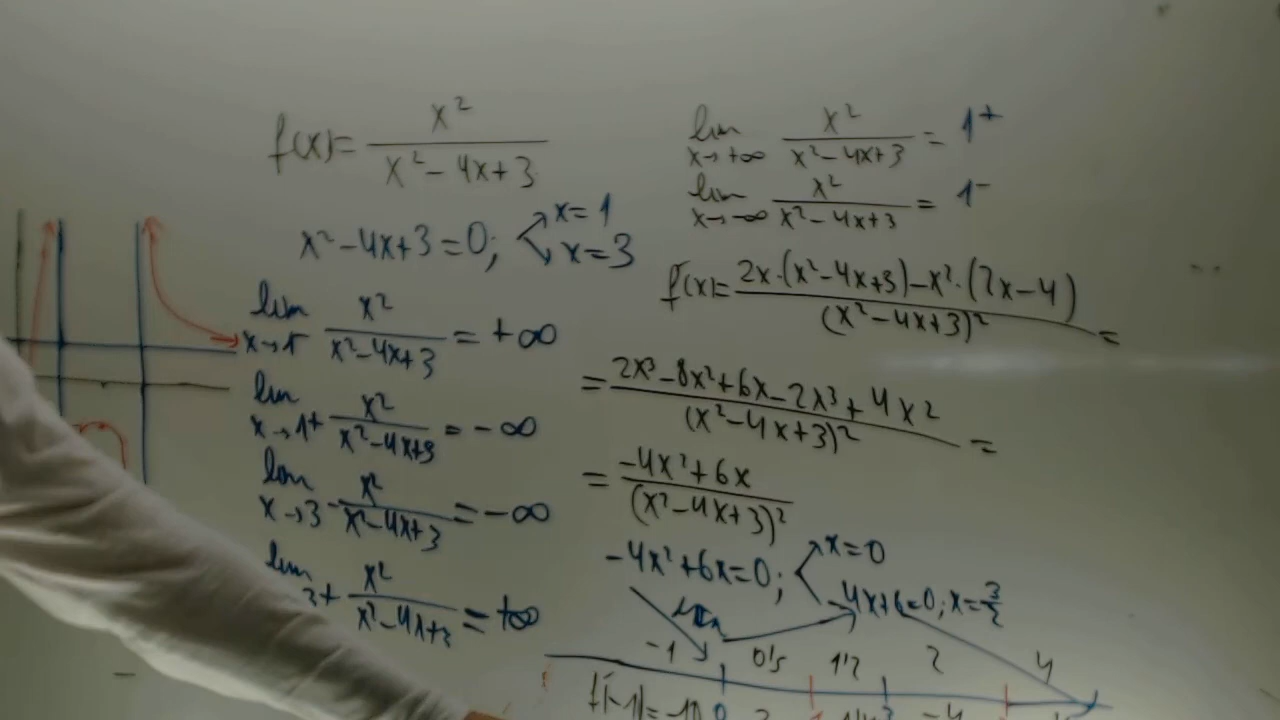 f(x)= x²/(x²-4x+3)
x²-4x+3=0; x=1
x=3
lim x→1⁻ x²/(x²-4x+3) = +∞
lim x→1⁺ x²/(x²-4x+3) = -∞
lim x→3⁻ x²/(x²-4x+3) = -∞
lim 3⁺ x²/(x²-4x+3) = +∞
lim x→+∞ x²/(x²-4x+3) = 1⁺
lim x→-∞ x²/(x²-4x+3) = 1⁻
f'(x)= (2x·(x²-4x+3)-x²·(2x-4))/(x²-4x+3)² =
= (2x³-8x²+6x-2x³+4x²)/(x²-4x+3)² =
= (-4x²+6x)/(x²-4x+3)²
-4x²+6x=0; x=0
-4x+6=0; x=3/2
-1 0'5 1'2 2 4